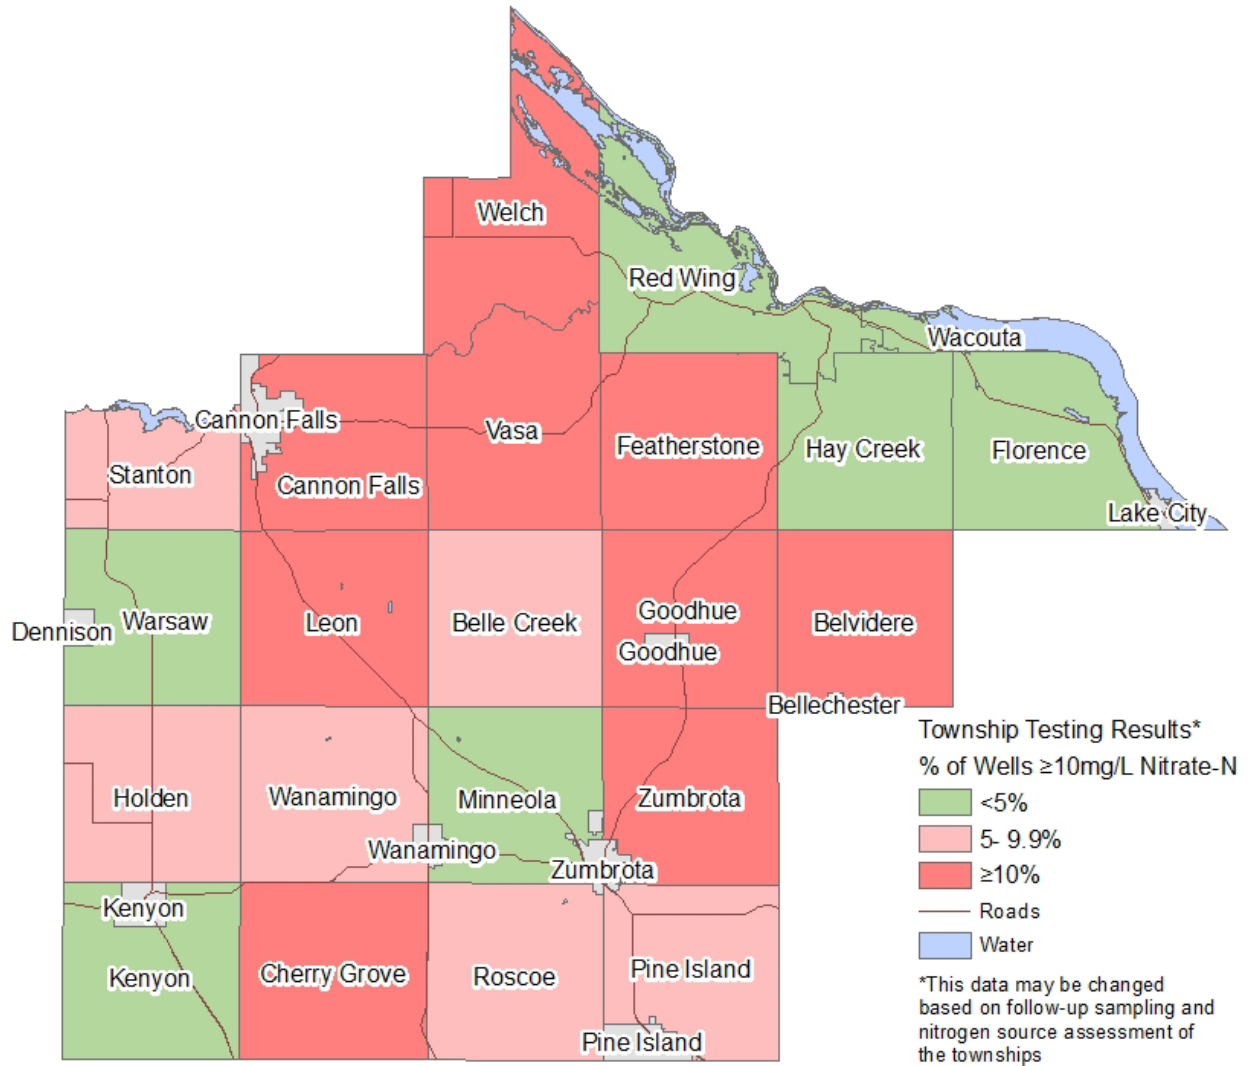 Welch
Red Wing
Wacouta
Cannon Falls
Vasa
Featherstone
Hay Creek
Florence
Stanton
Cannon Falls
Lake City
Goodhue
Dennison
Warsaw
Leon
Belle Creek
Belvidere
Goodhue
Bellechester
Holden
Wanamingo
Minneola
Zumbrota
Wanamingo
Zumbrota
Kenyon
Kenyon
Cherry Grove
Roscoe
Pine Island
Pine Island
Township Testing Results*
% of Wells ≥10mg/L Nitrate-N
<5%
5- 9.9%
≥10%
Roads
Water
*This data may be changed
based on follow-up sampling and
nitrogen source assessment of
the townships